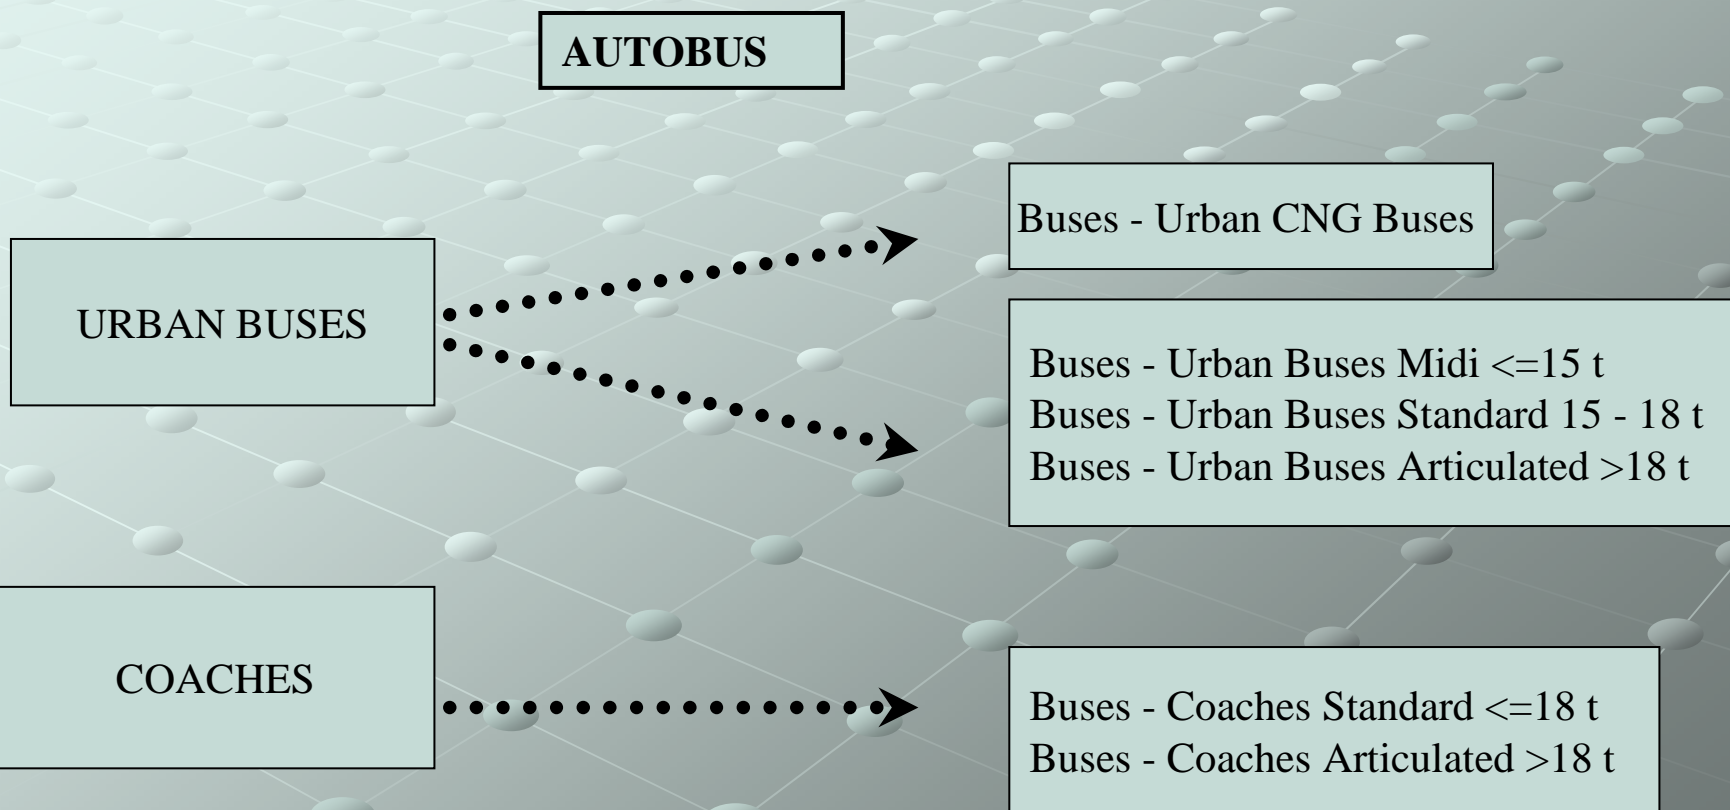 AUTOBUS
URBAN BUSES
Buses - Urban CNG Buses
Buses - Urban Buses Midi <=15 t
Buses - Urban Buses Standard 15 - 18 t
Buses - Urban Buses Articulated >18 t
COACHES
Buses - Coaches Standard <=18 t
Buses - Coaches Articulated >18 t